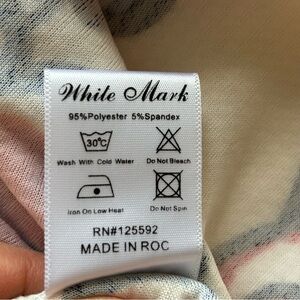 White Mark
95%Polyester 5%Spandex
30°C
Wash With Cold Water Do Not Bleach
Iron On Low Heat Do Not Spin
RN#125592
MADE IN ROC